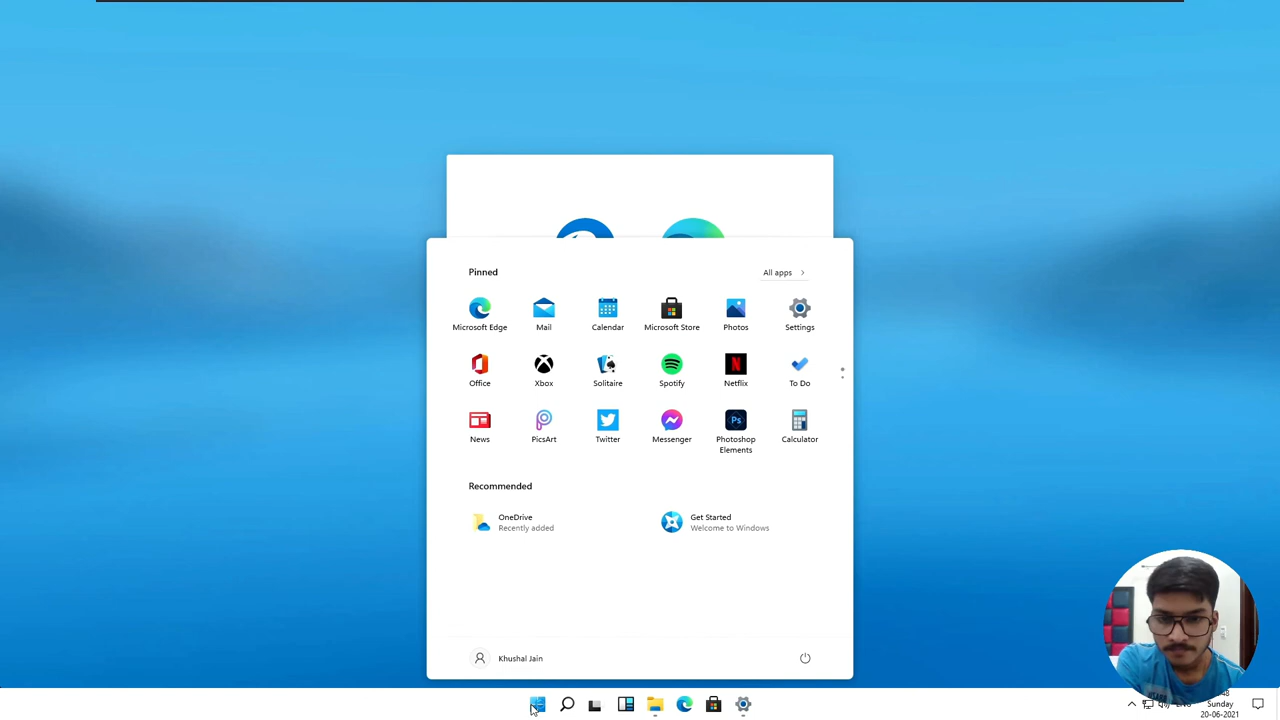 Pinned
All apps
Microsoft Edge Mail Calendar Microsoft Store Photos Settings
Office Xbox Solitaire Spotify Netflix To Do
News PicsArt Twitter Messenger Photoshop Elements Calculator
Ps
Recommended
OneDrive
Recently added
Get Started
Welcome to Windows
Khushal Jain
Sunday
20-06-2021